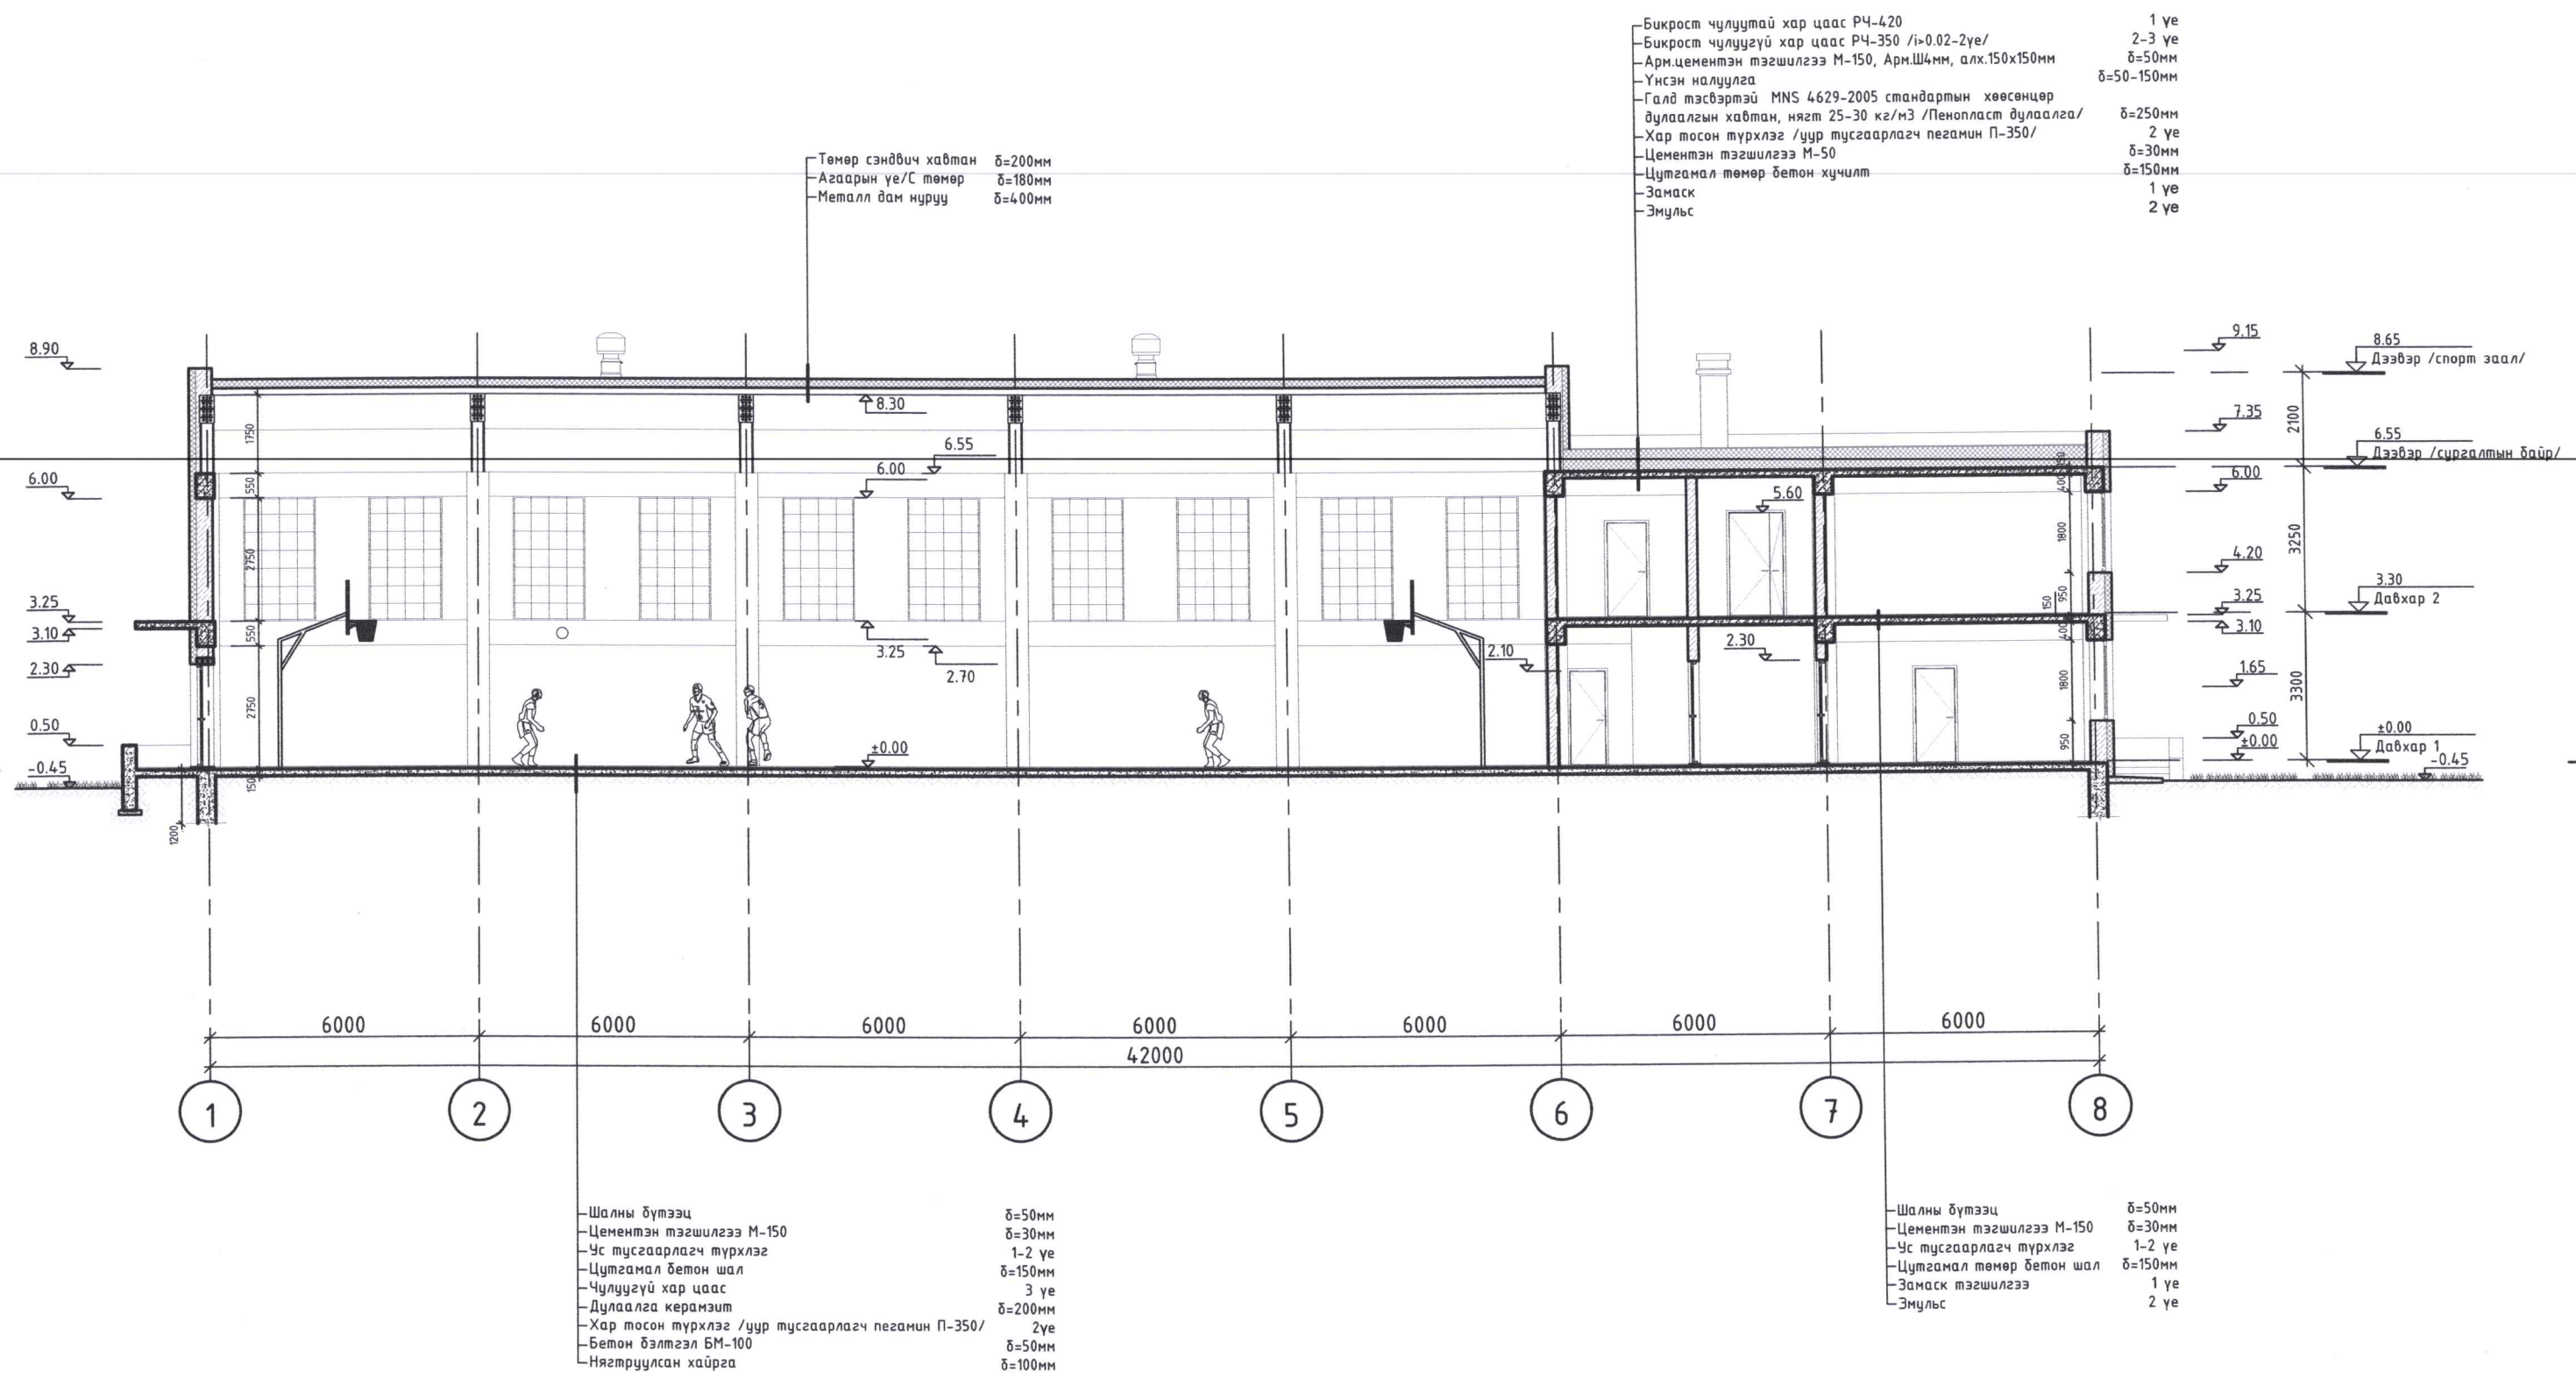 Бикрост чулуутай хар цаас РЧ-420 1 үе
Бикрост чулуугүй хар цаас РЧ-350 /i>0.02-2үе/ 2-3 үе
Арм.цементэн тэгшилгээ М-150, Арм.Ш4мм, алх.150х150мм δ=50мм
Үнсэн налуулга δ=50-150мм
Галд тэсвэртэй MNS 4629-2005 стандартын хөөсөнцөр
дулаалгын хавтан, нягт 25-30 кг/м3 /Пенопласт дулаалга/ δ=250мм
Хар тосон түрхлэг /уур тусгаарлагч пегамин П-350/ 2 үе
Цементэн тэгшилгээ М-50 δ=30мм
Цутгамал төмөр бетон хучилт δ=150мм
Замаск 1 үе
Эмульс 2 үе
Төмөр сэндвич хавтан δ=200мм
Агаарын үе/С төмөр δ=180мм
Металл дам нуруу δ=400мм
8.90
6.00
3.25
3.10
2.30
0.50
-0.45
1750
550
2750
550
2750
150
1200
8.30
6.55
6.00
3.25
2.70
±0.00
2.10
5.60
2.30
400
1800
950
150
400
1800
950
9.15
7.35
6.00
4.20
3.25
3.10
1.65
0.50
±0.00
-0.45
2100
3250
3300
8.65
Дээвэр /спорт заал/
6.55
Дээвэр /сургалтын байр/
3.30
Давхар 2
±0.00
Давхар 1
6000 6000 6000 6000 6000 6000 6000
42000
1 2 3 4 5 6 7 8
Шалны бүтээц δ=50мм
Цементэн тэгшилгээ М-150 δ=30мм
Ус тусгаарлагч түрхлэг 1-2 үе
Цутгамал бетон шал δ=150мм
Чулуугүй хар цаас 3 үе
Дулаалга керамзит δ=200мм
Хар тосон түрхлэг /уур тусгаарлагч пегамин П-350/ 2үе
Бетон бэлтгэл БМ-100 δ=50мм
Нягтруулсан хайрга δ=100мм
Шалны бүтээц δ=50мм
Цементэн тэгшилгээ М-150 δ=30мм
Ус тусгаарлагч түрхлэг 1-2 үе
Цутгамал төмөр бетон шал δ=150мм
Замаск тэгшилгээ 1 үе
Эмульс 2 үе